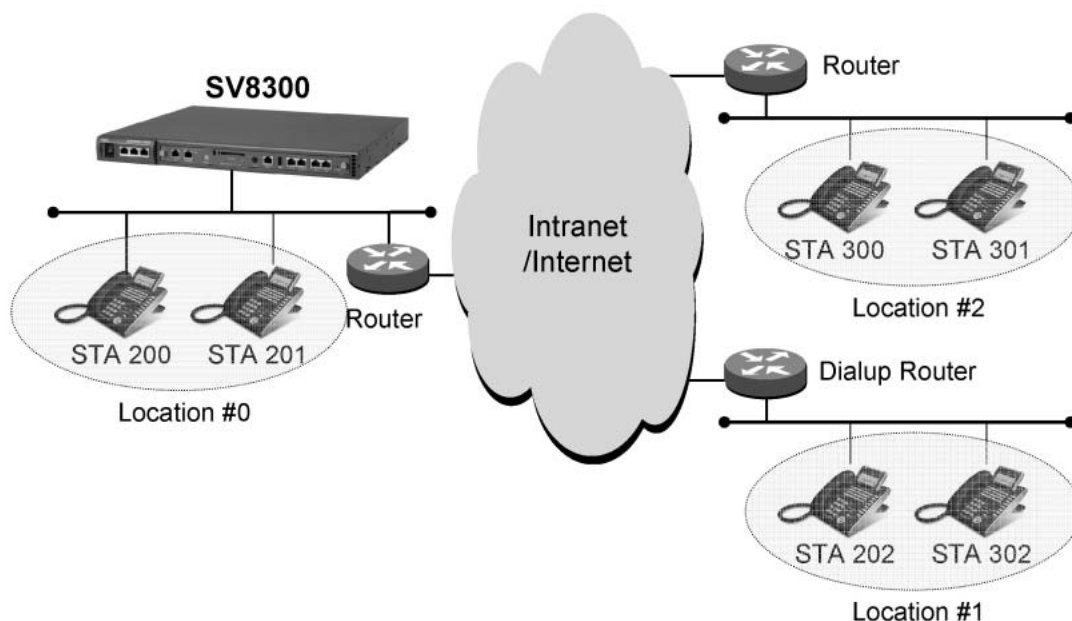 SV8300
STA 200
STA 201
Router
Location #0
Intranet
/Internet
Router
STA 300
STA 301
Location #2
Dialup Router
STA 202
STA 302
Location #1